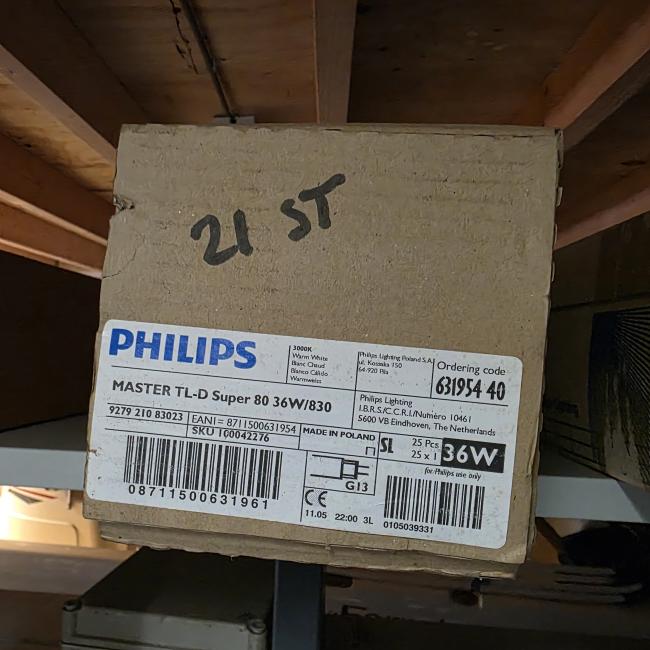 21 ST
PHILIPS
3000K
Warm White
Blanc Chaud
Blanco Cálido
Warmweiss
Philips Lighting Poland S.A.
ul. Kossaka 150
64-920 Piła
Ordering code
631954 40
MASTER TL-D Super 80 36W/830
Philips Lighting
I.B.R.S./C.C.R.I./Numéro 10461
5600 VB Eindhoven, The Netherlands
9279 210 83023
EAN1= 8711500631954
SKU 100042276
MADE IN POLAND
SL
25 Pcs
25 x 1
36W
for Philips use only
G13
CE
08711500631961
11.05 22:00 3L
0105039331